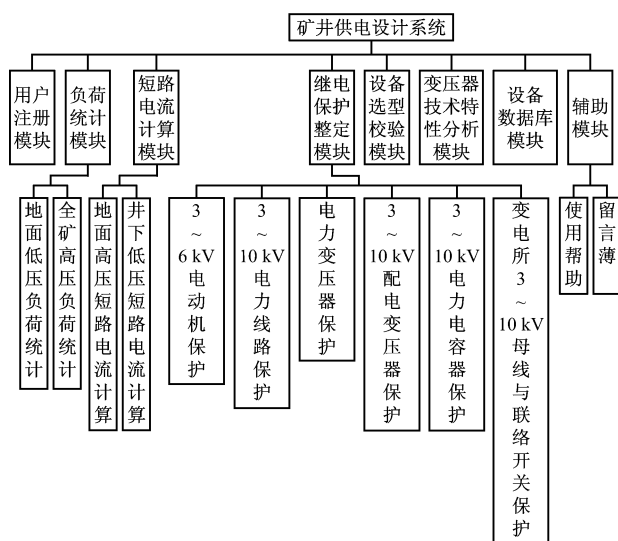 矿井供电设计系统
用户
注册
模块
负荷
统计
模块
短路
电流
计算
模块
继电
保护
整定
模块
设备
选型
校验
模块
变压器
技术特
性分析
模块
设备
数据库
模块
辅助
模块
地面低压负荷统计
全矿高压负荷统计
地面高压短路电流计算
井下低压短路电流计算
3～6 kV电动机保护
3～10 kV电力线路保护
电力变压器保护
3～10 kV配电变压器保护
3～10 kV电力电容器保护
变电所3～10 kV母线与联络开关保护
使用帮助
留言薄